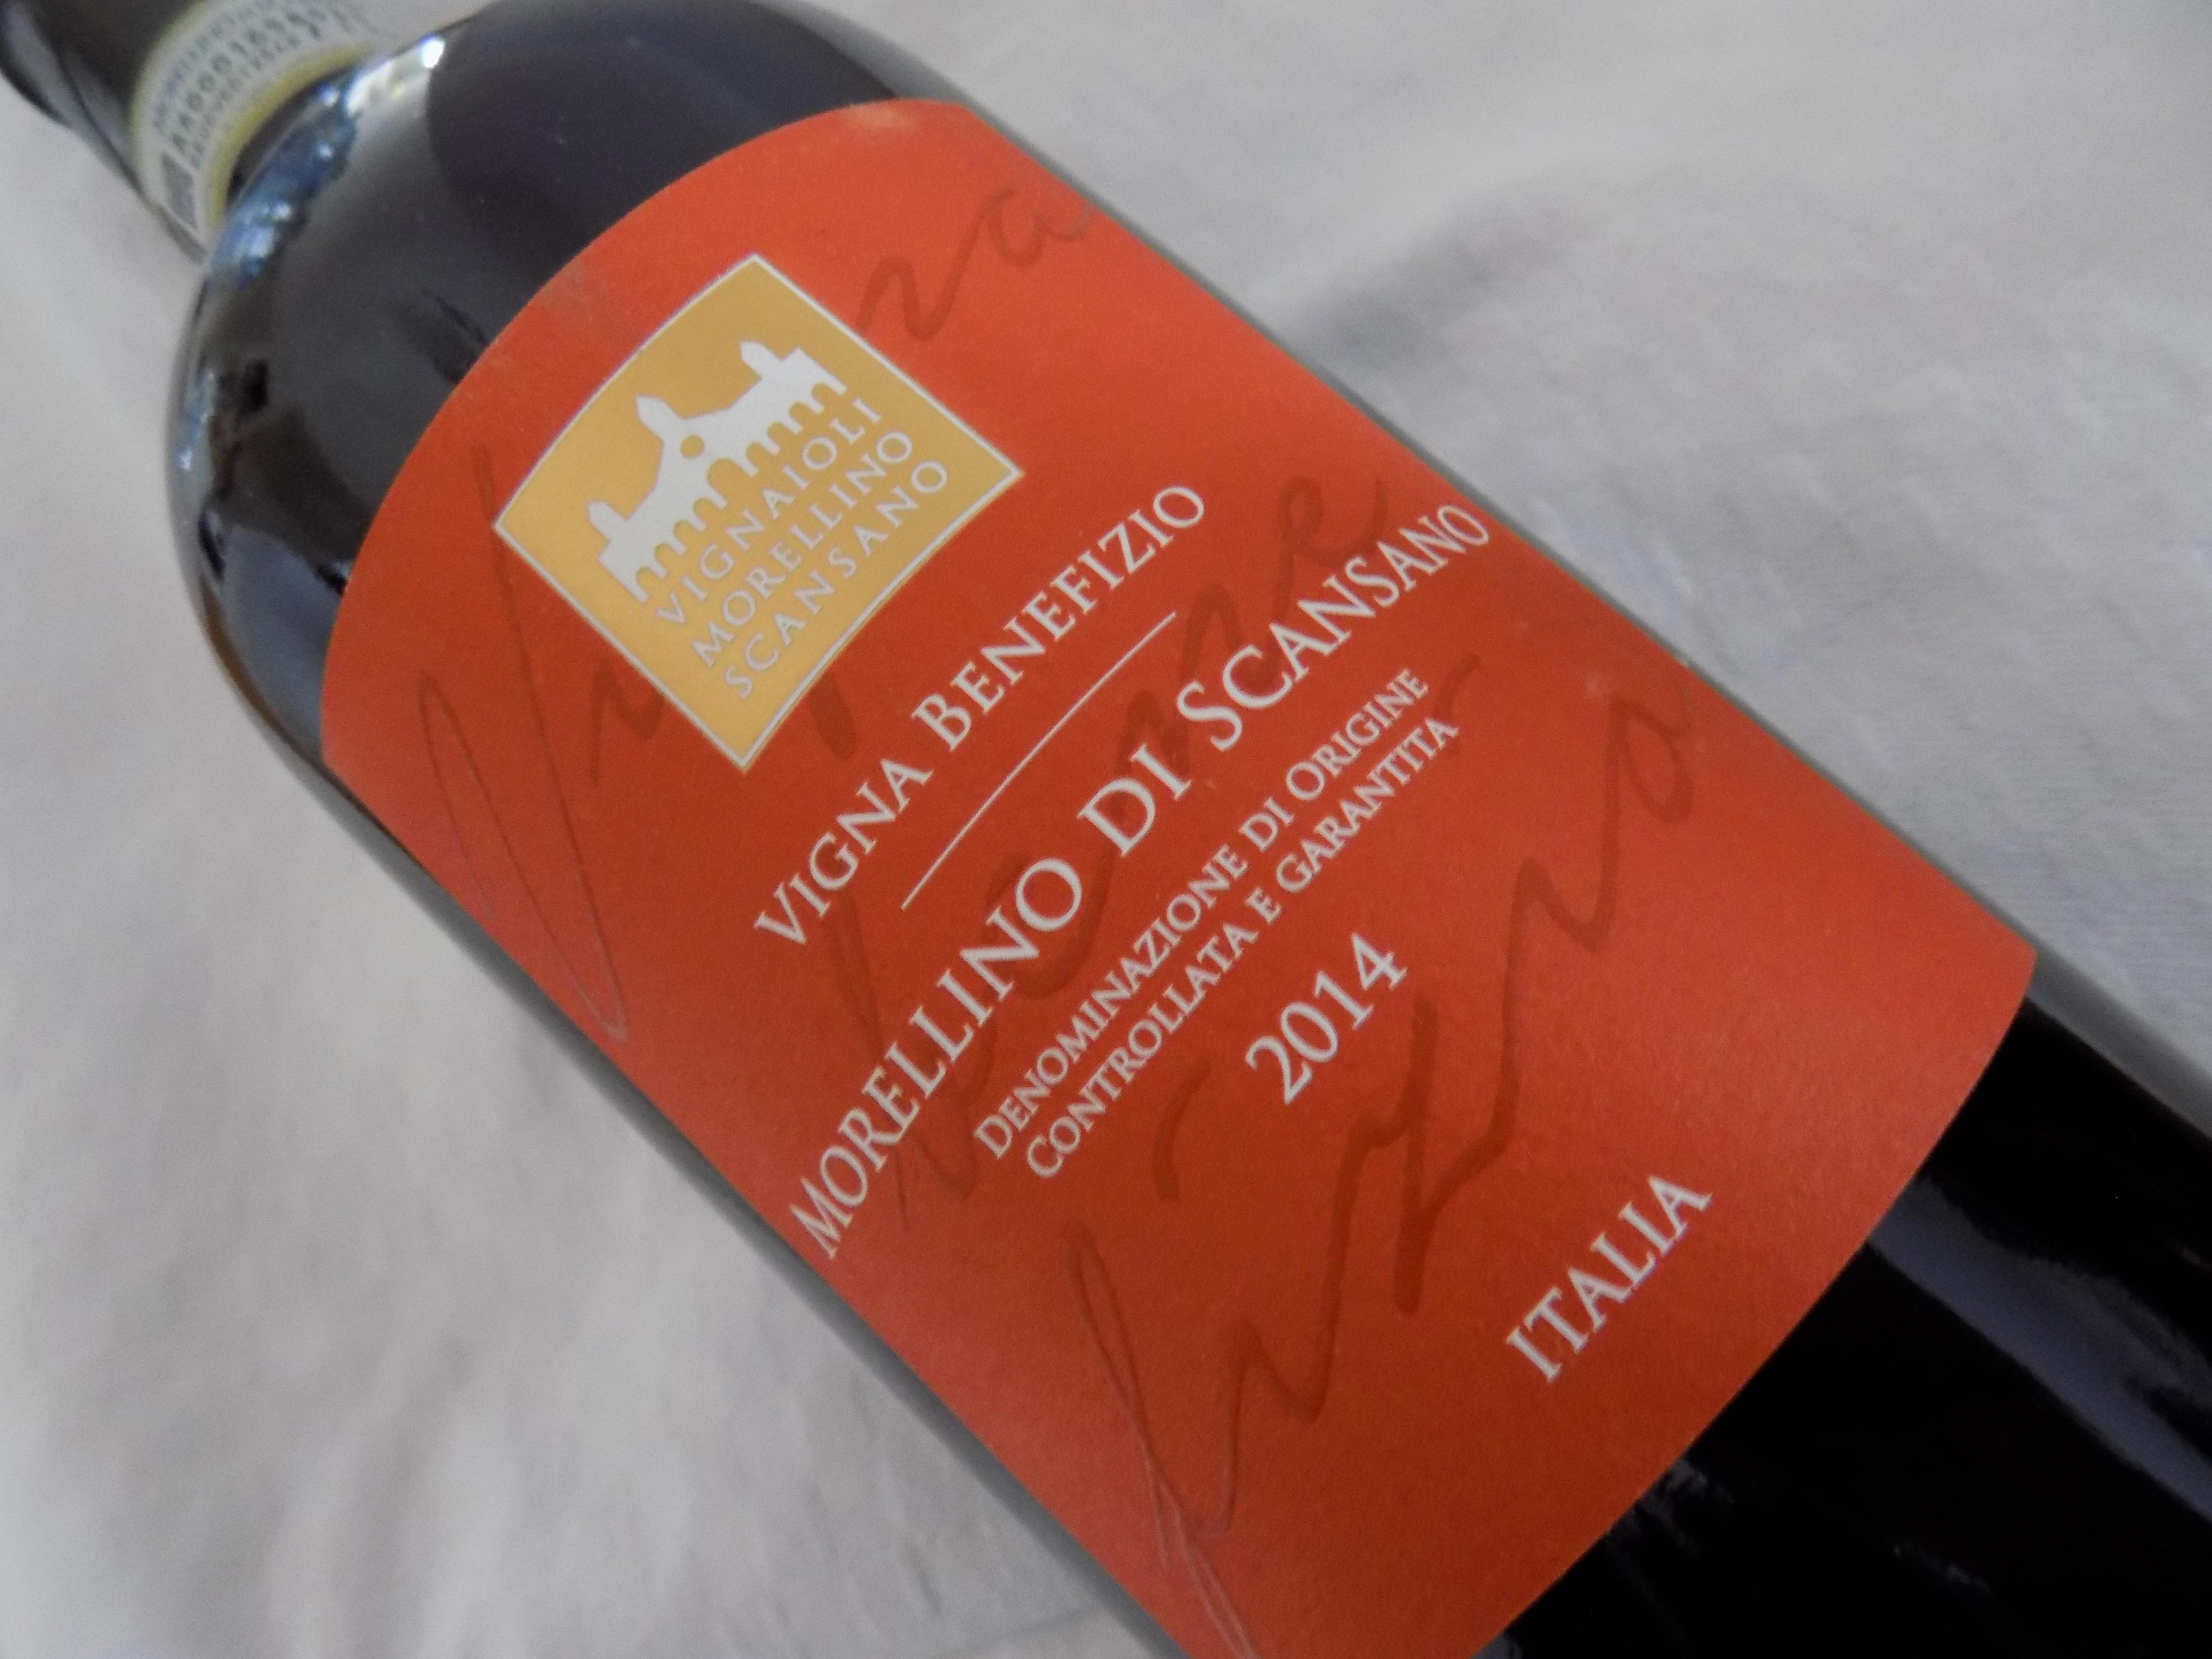 VIGNAIOLI
MORELLINO
SCANSANO
VIGNA BENEFIZIO
MORELLINO DI SCANSANO
DENOMINAZIONE DI ORIGINE
CONTROLLATA E GARANTITA
2014
ITALIA